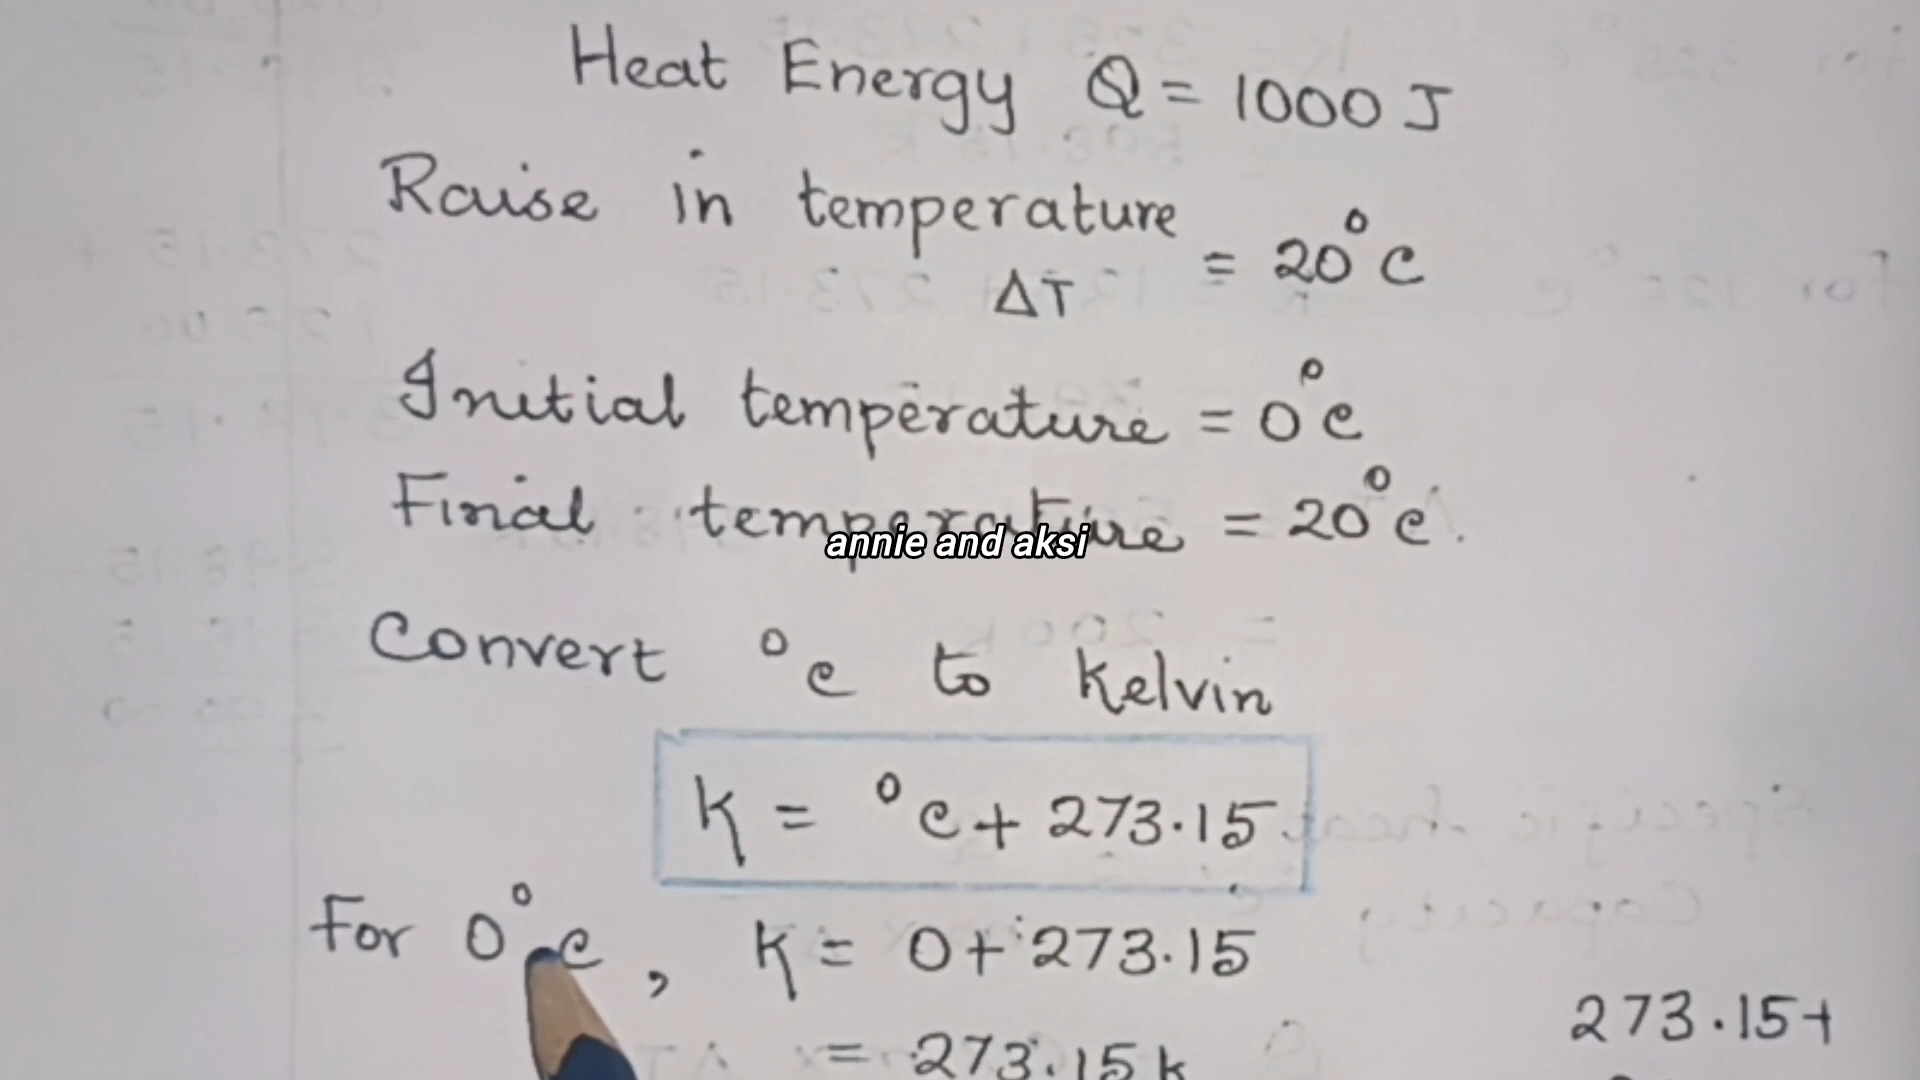 Heat Energy Q = 1000 J
Raise in temperature = 20°C
ΔT
Initial temperature = 0°C
Final temperature = 20°C.
annie and aksi
Convert °C to Kelvin
K = °C + 273.15
For 0°C, K = 0 + 273.15
273.15+
= 273.15 K